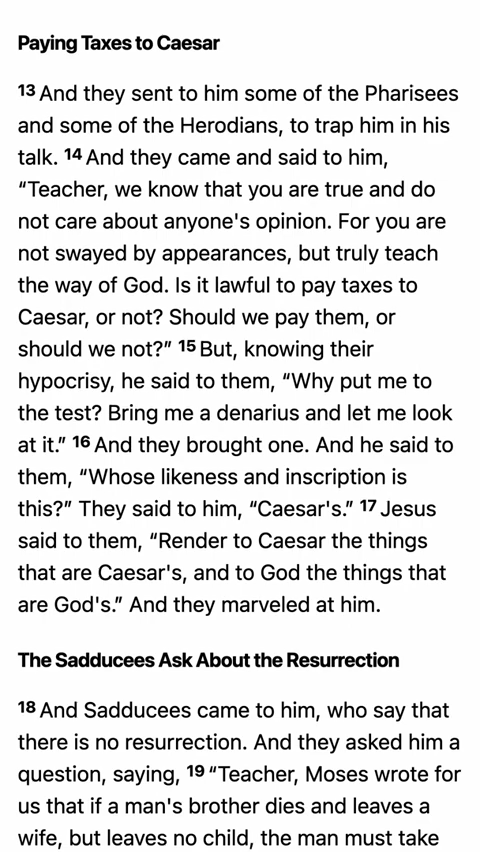 Paying Taxes to Caesar
13 And they sent to him some of the Pharisees
and some of the Herodians, to trap him in his
talk. 14 And they came and said to him,
“Teacher, we know that you are true and do
not care about anyone's opinion. For you are
not swayed by appearances, but truly teach
the way of God. Is it lawful to pay taxes to
Caesar, or not? Should we pay them, or
should we not?” 15 But, knowing their
hypocrisy, he said to them, “Why put me to
the test? Bring me a denarius and let me look
at it.” 16 And they brought one. And he said to
them, “Whose likeness and inscription is
this?” They said to him, “Caesar's.” 17 Jesus
said to them, “Render to Caesar the things
that are Caesar's, and to God the things that
are God's.” And they marveled at him.
The Sadducees Ask About the Resurrection
18 And Sadducees came to him, who say that
there is no resurrection. And they asked him a
question, saying, 19 “Teacher, Moses wrote for
us that if a man's brother dies and leaves a
wife, but leaves no child, the man must take